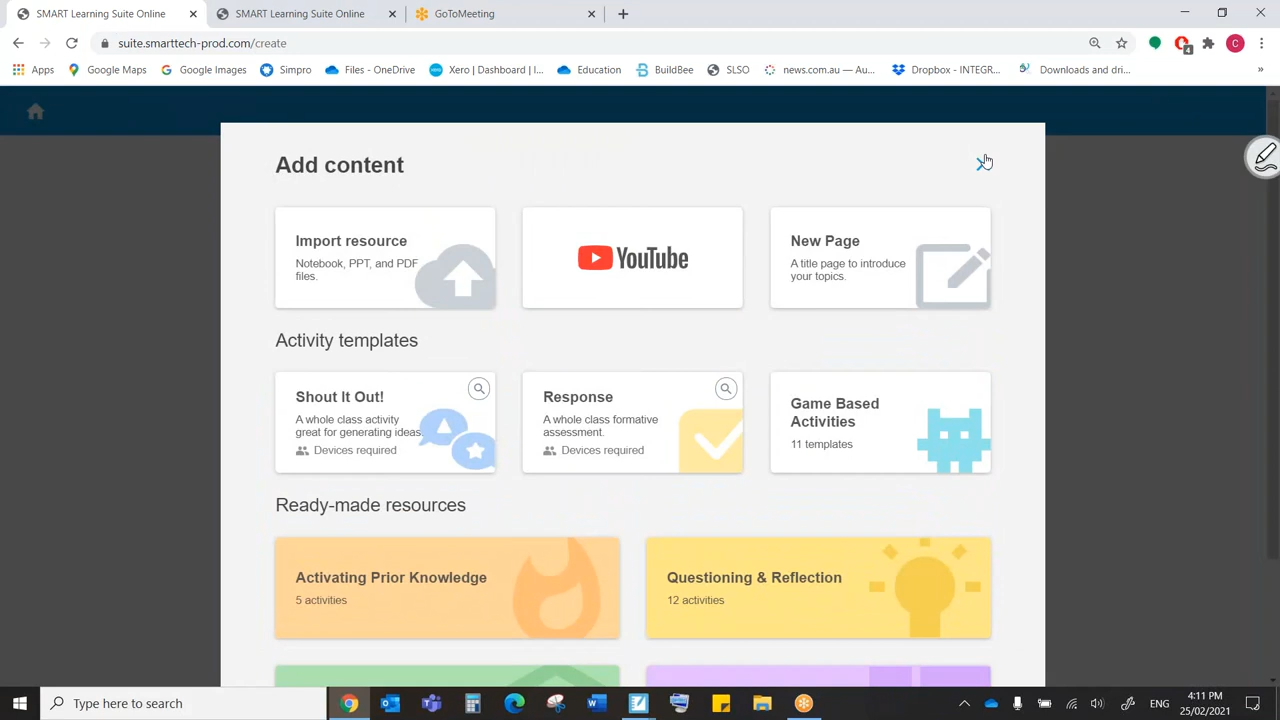 SMART Learning Suite Online
SMART Learning Suite Online
GoToMeeting
suite.smarttech-prod.com/create
4
C
Apps
Google Maps
Google Images
Simpro
Files - OneDrive
Xero | Dashboard | I...
Education
BuildBee
SLSO
news.com.au — Au...
Dropbox - INTEGR...
Downloads and dri...
»
Add content
Import resource
Notebook, PPT, and PDF
files.
YouTube
New Page
A title page to introduce
your topics.
Activity templates
Shout It Out!
A whole class activity
great for generating ideas.
Devices required
Response
A whole class formative
assessment.
Devices required
Game Based
Activities
11 templates
Ready-made resources
Activating Prior Knowledge
5 activities
Questioning & Reflection
12 activities
Type here to search
ENG
4:11 PM
25/02/2021